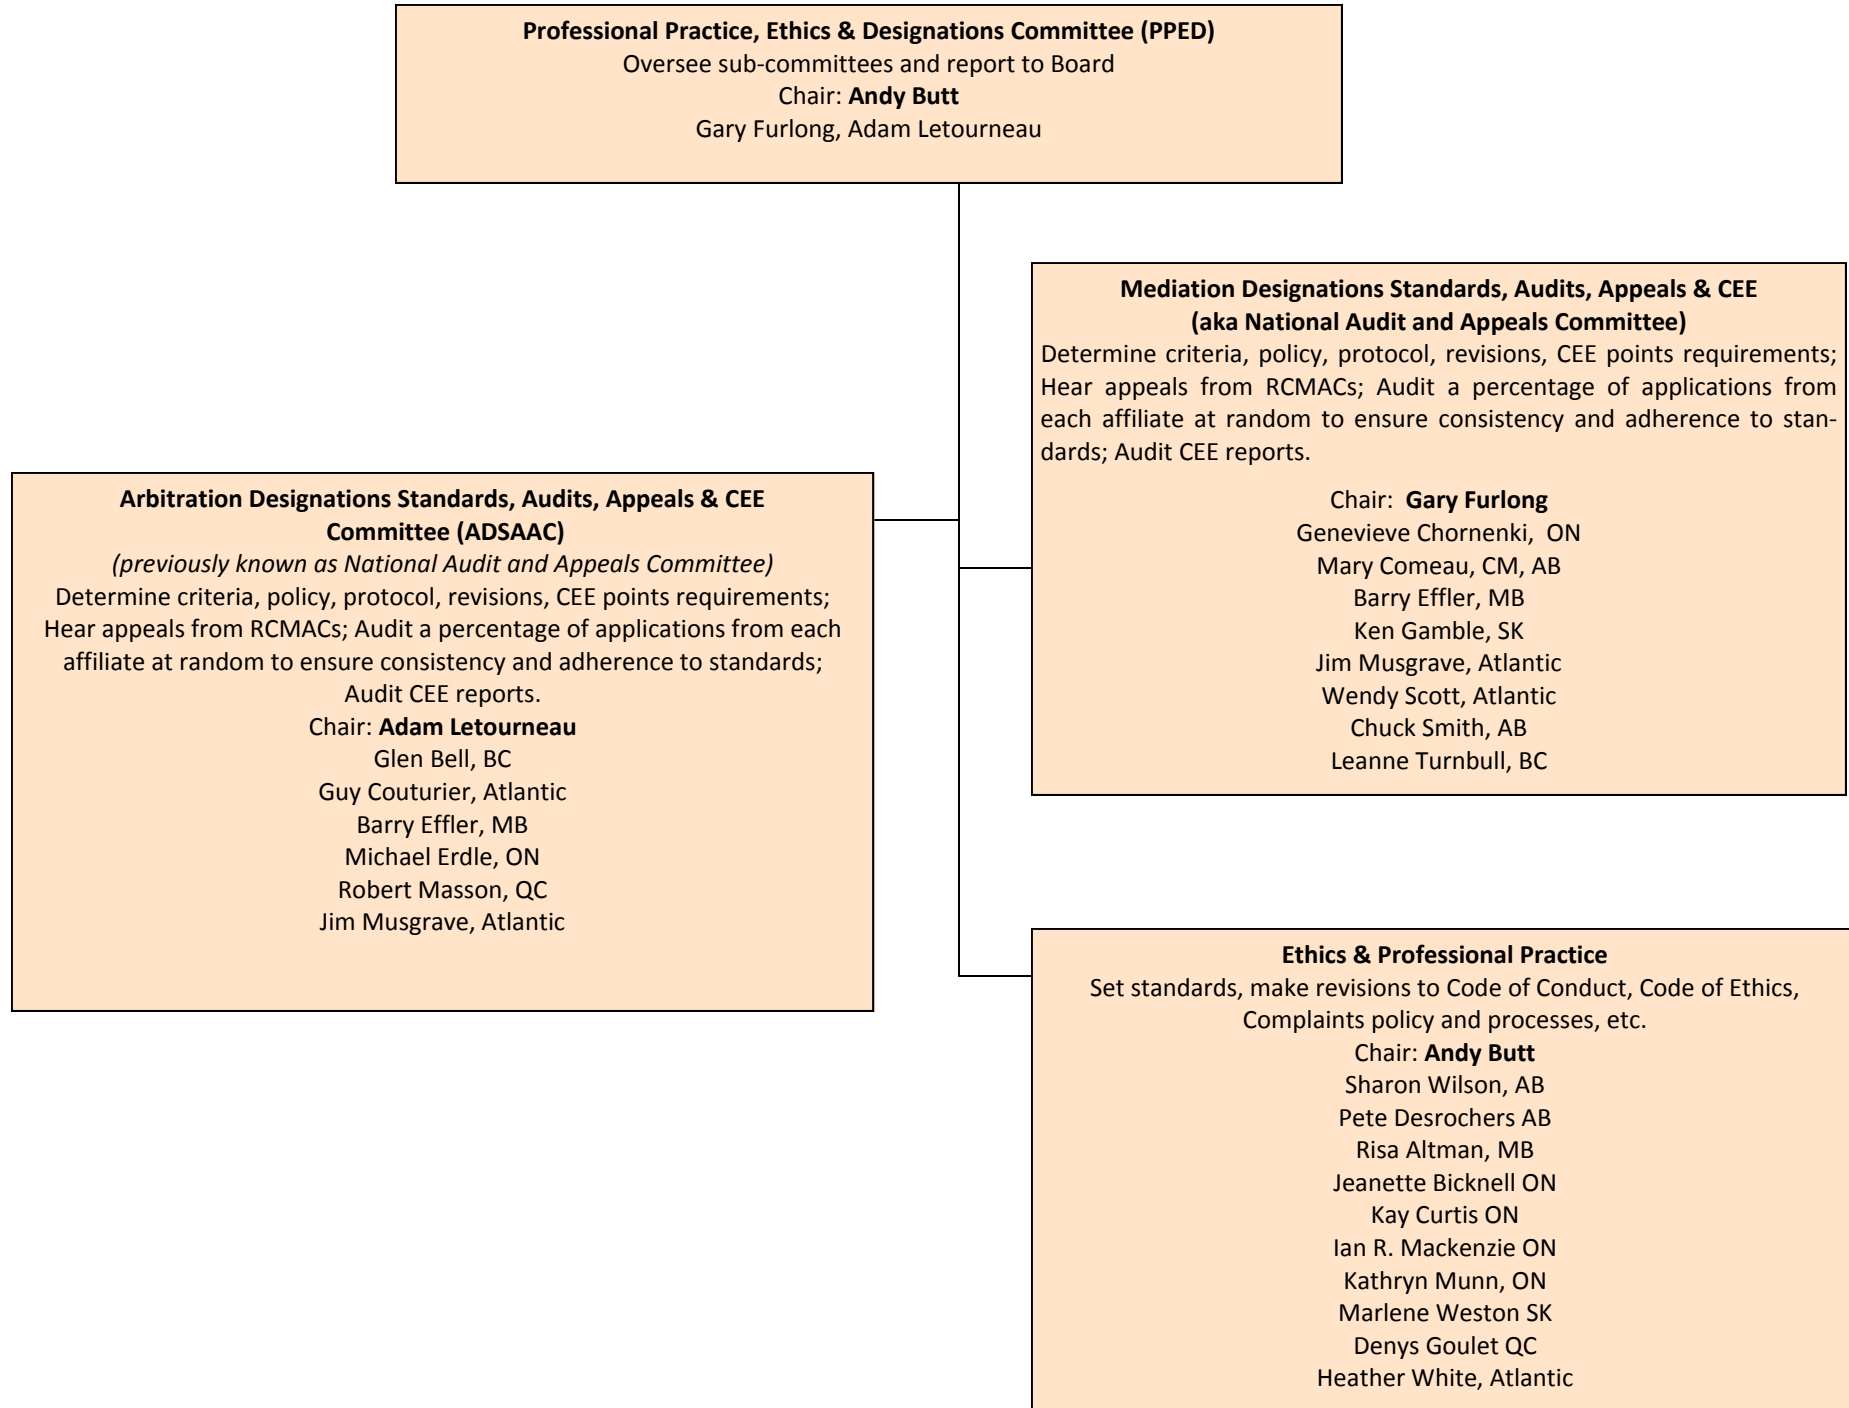 Professional Practice, Ethics & Designations Committee (PPED)
Oversee sub-committees and report to Board
Chair: Andy Butt
Gary Furlong, Adam Letourneau
Mediation Designations Standards, Audits, Appeals & CEE
(aka National Audit and Appeals Committee)
Determine criteria, policy, protocol, revisions, CEE points requirements;
Hear appeals from RCMACs; Audit a percentage of applications from
each affiliate at random to ensure consistency and adherence to stan-
dards; Audit CEE reports.
Chair: Gary Furlong
Genevieve Chornenki, ON
Mary Comeau, CM, AB
Barry Effler, MB
Ken Gamble, SK
Jim Musgrave, Atlantic
Wendy Scott, Atlantic
Chuck Smith, AB
Leanne Turnbull, BC
Arbitration Designations Standards, Audits, Appeals & CEE
Committee (ADSAAC)
(previously known as National Audit and Appeals Committee)
Determine criteria, policy, protocol, revisions, CEE points requirements;
Hear appeals from RCMACs; Audit a percentage of applications from each
affiliate at random to ensure consistency and adherence to standards;
Audit CEE reports.
Chair: Adam Letourneau
Glen Bell, BC
Guy Couturier, Atlantic
Barry Effler, MB
Michael Erdle, ON
Robert Masson, QC
Jim Musgrave, Atlantic
Ethics & Professional Practice
Set standards, make revisions to Code of Conduct, Code of Ethics,
Complaints policy and processes, etc.
Chair: Andy Butt
Sharon Wilson, AB
Pete Desrochers AB
Risa Altman, MB
Jeanette Bicknell ON
Kay Curtis ON
Ian R. Mackenzie ON
Kathryn Munn, ON
Marlene Weston SK
Denys Goulet QC
Heather White, Atlantic